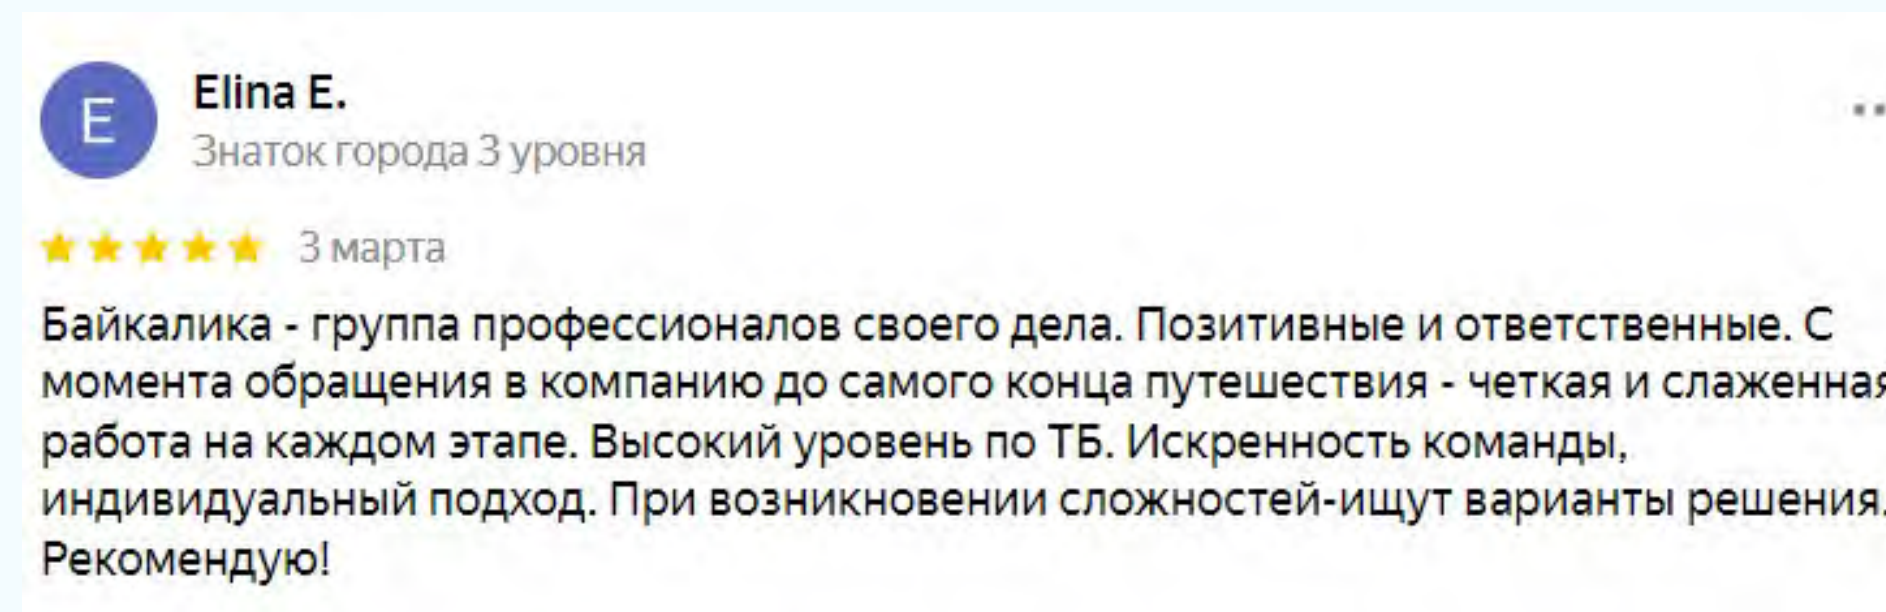 E
Elina E.
Знаток города 3 уровня
3 марта
Байкалика - группа профессионалов своего дела. Позитивные и ответственные. С
момента обращения в компанию до самого конца путешествия - четкая и слаженная
работа на каждом этапе. Высокий уровень по ТБ. Искренность команды,
индивидуальный подход. При возникновении сложностей-ищут варианты решения.
Рекомендую!